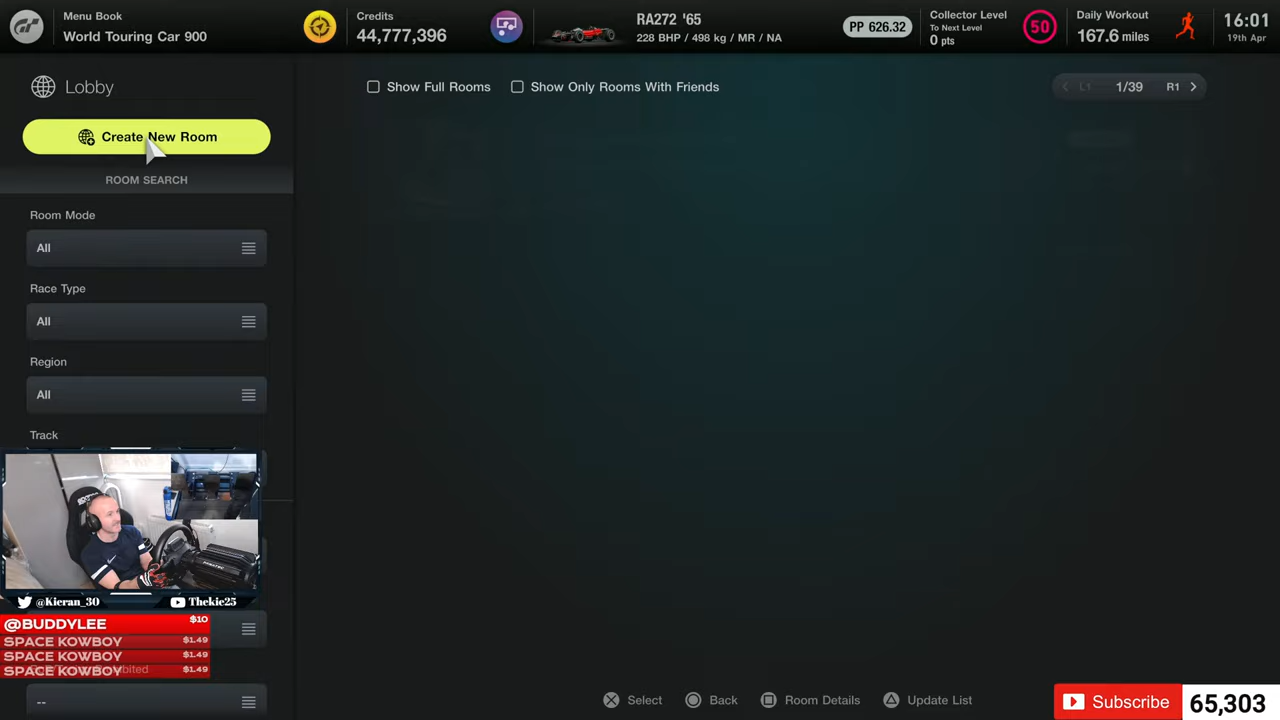 Menu Book
World Touring Car 900
Credits
44,777,396
RA272 '65
228 BHP / 498 kg / MR / NA
PP 626.32
Collector Level
To Next Level
0 pts
50
Daily Workout
167.6 miles
16:01
19th Apr
Lobby
Show Full Rooms
Show Only Rooms With Friends
L1
1/39
R1
Create New Room
ROOM SEARCH
Room Mode
All
Race Type
All
Region
All
Track
@Kieran_30
Thekie25
@BUDDYLEE $10
SPACE KOWBOY $1.49
SPACE KOWBOY $1.49
SPACE KOWBOY $1.49
--
Select
Back
Room Details
Update List
Subscribe
65,303